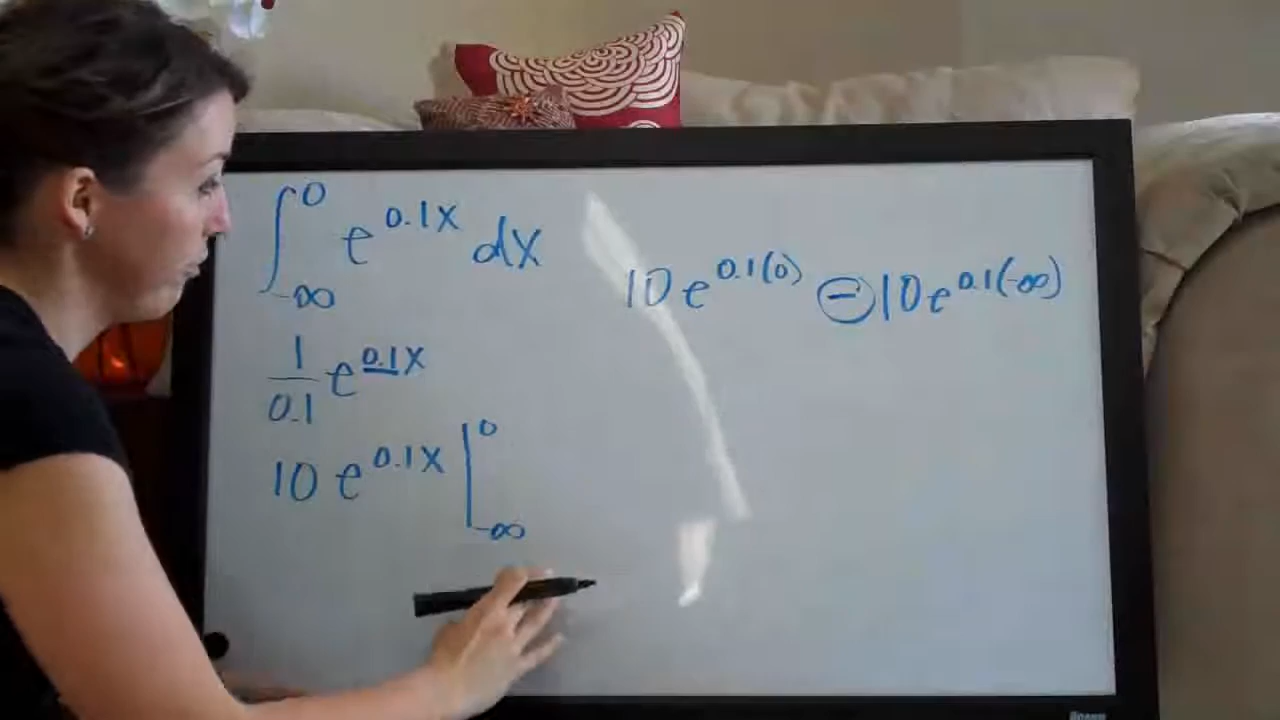 ∫₋∞⁰ e^0.1x dx
1/0.1 e^0.1x
10 e^0.1x |₋∞⁰
10e^0.1(0) ⊖ 10e^0.1(-∞)